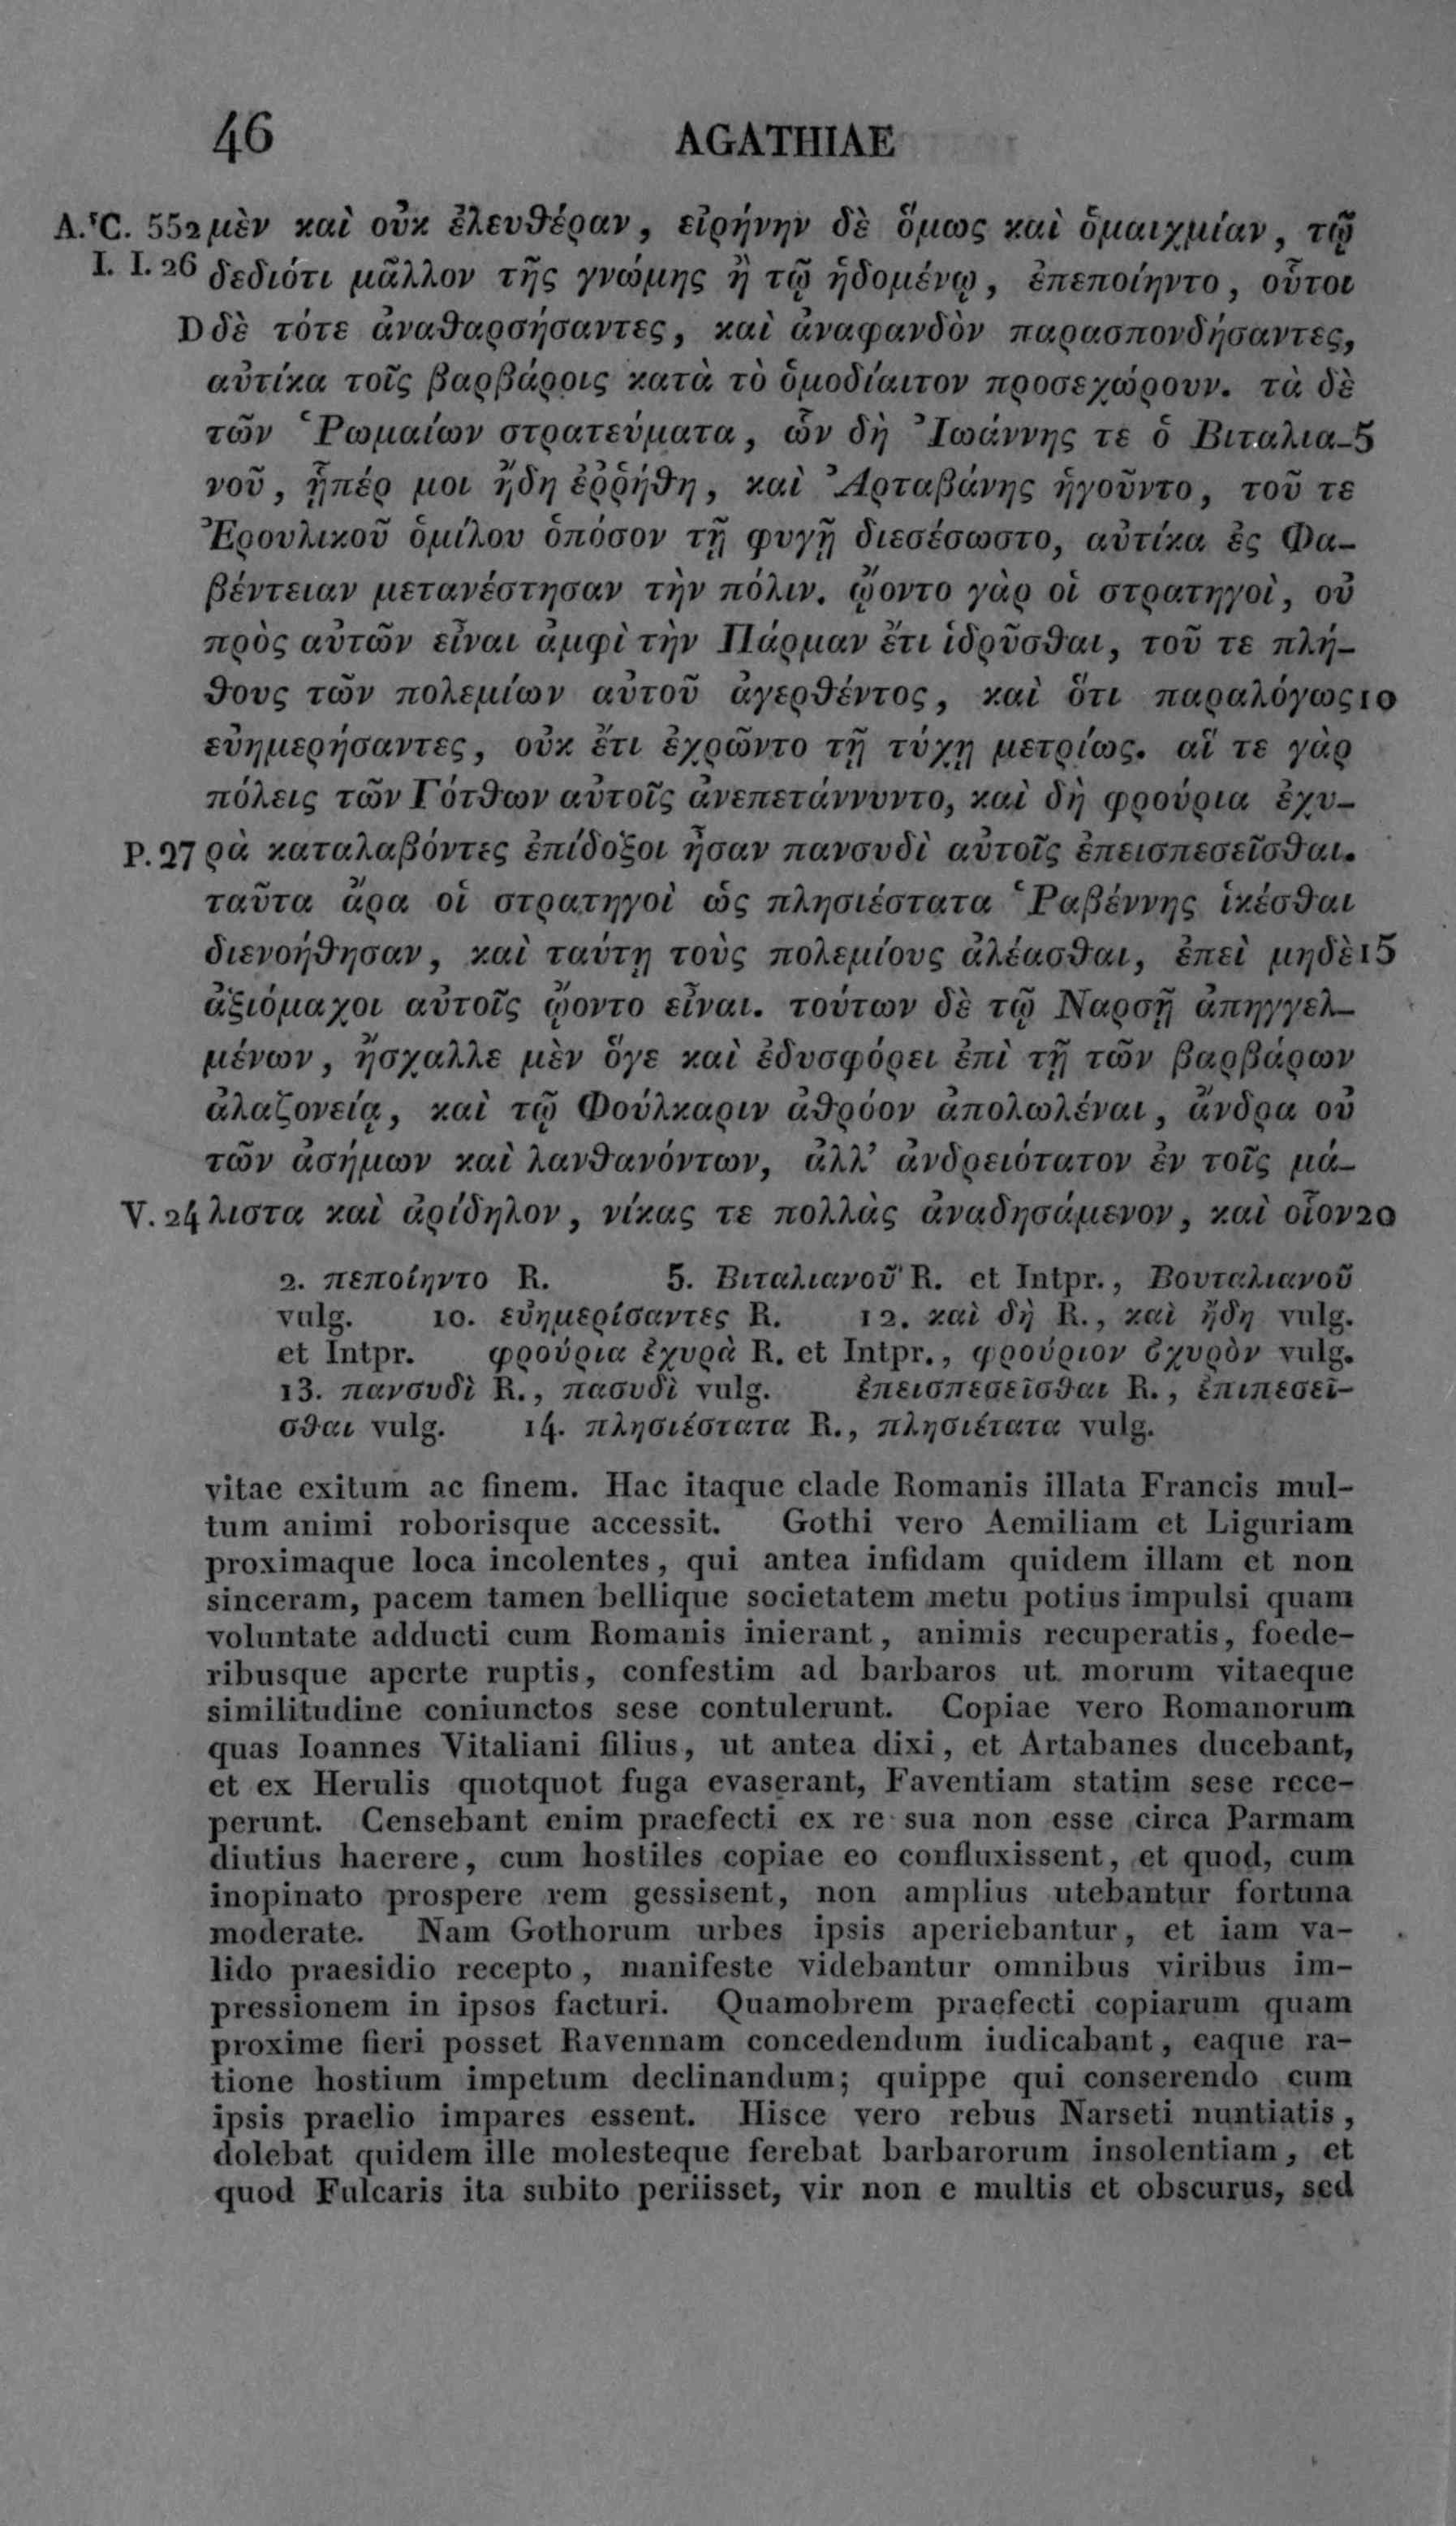 46 AGATHIAE
A. C. 552 μὲν καὶ οὐκ ἐλευθέραν, εἰρήνην δὲ ὅμως καὶ ὁμαιχμίαν, τῷ
I. I. 26 δεδιότι μᾶλλον τῆς γνώμης ἢ τῷ ἡδομένῳ, ἐπεποίηντο, οὗτοι
D δὲ τότε ἀναθαρσήσαντες, καὶ ἀναφανδὸν παρασπονδήσαντες,
αὐτίκα τοῖς βαρβάροις κατὰ τὸ ὁμοδίαιτον προσεχώρουν. τὰ δὲ
τῶν Ῥωμαίων στρατεύματα, ὧν δὴ Ἰωάννης τε ὁ Βιταλια- 5
νοῦ, ᾗπέρ μοι ἤδη ἐῤῥήθη, καὶ Ἀρταβάνης ἡγοῦντο, τοῦ τε
Ἐρουλικοῦ ὁμίλου ὁπόσον τῇ φυγῇ διεσέσωστο, αὐτίκα ἐς Φα-
βέντειαν μετανέστησαν τὴν πόλιν. ᾤοντο γὰρ οἱ στρατηγοὶ, οὐ
πρὸς αὐτῶν εἶναι ἀμφὶ τὴν Πάρμαν ἔτι ἱδρῦσθαι, τοῦ τε πλή-
θους τῶν πολεμίων αὐτοῦ ἀγερθέντος, καὶ ὅτι παραλόγως 10
εὐημερήσαντες, οὐκ ἔτι ἐχρῶντο τῇ τύχῃ μετρίως. αἵ τε γὰρ
πόλεις τῶν Γότθων αὐτοῖς ἀνεπετάννυντο, καὶ δὴ φρούρια ἐχυ-
P. 27 ρὰ καταλαβόντες ἐπίδοξοι ἦσαν πανσυδὶ αὐτοῖς ἐπεισπεσεῖσθαι.
ταῦτα ἄρα οἱ στρατηγοὶ ὡς πλησιέστατα Ῥαβέννης ἱκέσθαι
διενοήθησαν, καὶ ταύτῃ τοὺς πολεμίους ἀλέασθαι, ἐπεὶ μηδὲ 15
ἀξιόμαχοι αὐτοῖς ᾤοντο εἶναι. τούτων δὲ τῷ Ναρσῇ ἀπηγγελ-
μένων, ἤσχαλλε μὲν ὅγε καὶ ἐδυσφόρει ἐπὶ τῇ τῶν βαρβάρων
ἀλαζονείᾳ, καὶ τῷ Φούλκαριν ἀθρόον ἀπολωλέναι, ἄνδρα οὐ
τῶν ἀσήμων καὶ λανθανόντων, ἀλλ’ ἀνδρειότατον ἐν τοῖς μά-
V. 24 λιστα καὶ ἀρίδηλον, νίκας τε πολλὰς ἀναδησάμενον, καὶ οἷον 20
2. πεποίηντο R. 5. Βιταλιανοῦ R. et Intpr., Βουταλιανοῦ
vulg. 10. εὐημερίσαντες R. 12. καὶ δὴ R., καὶ ἤδη vulg.
et Intpr. φρούρια ἐχυρὰ R. et Intpr., φρούριον ὀχυρὸν vulg.
13. πανσυδὶ R., πασυδὶ vulg. ἐπεισπεσεῖσθαι R., ἐπιπεσεῖ-
σθαι vulg. 14. πλησιέστατα R., πλησιέτατα vulg.
vitae exitum ac finem. Hac itaque clade Romanis illata Francis mul-
tum animi roborisque accessit. Gothi vero Aemiliam et Liguriam
proximaque loca incolentes, qui antea infidam quidem illam et non
sinceram, pacem tamen bellique societatem metu potius impulsi quam
voluntate adducti cum Romanis inierant, animis recuperatis, foede-
ribusque aperte ruptis, confestim ad barbaros ut morum vitaeque
similitudine coniunctos sese contulerunt. Copiae vero Romanorum
quas Ioannes Vitaliani filius, ut antea dixi, et Artabanes ducebant,
et ex Herulis quotquot fuga evaserant, Faventiam statim sese rece-
perunt. Censebant enim praefecti ex re sua non esse circa Parmam
diutius haerere, cum hostiles copiae eo confluxissent, et quod, cum
inopinato prospere rem gessisent, non amplius utebantur fortuna
moderate. Nam Gothorum urbes ipsis aperiebantur, et iam va-
lido praesidio recepto, manifeste videbantur omnibus viribus im-
pressionem in ipsos facturi. Quamobrem praefecti copiarum quam
proxime fieri posset Ravennam concedendum iudicabant, eaque ra-
tione hostium impetum declinandum; quippe qui conserendo cum
ipsis praelio impares essent. Hisce vero rebus Narseti nuntiatis,
dolebat quidem ille molesteque ferebat barbarorum insolentiam, et
quod Fulcaris ita subito periisset, vir non e multis et obscurus, sed